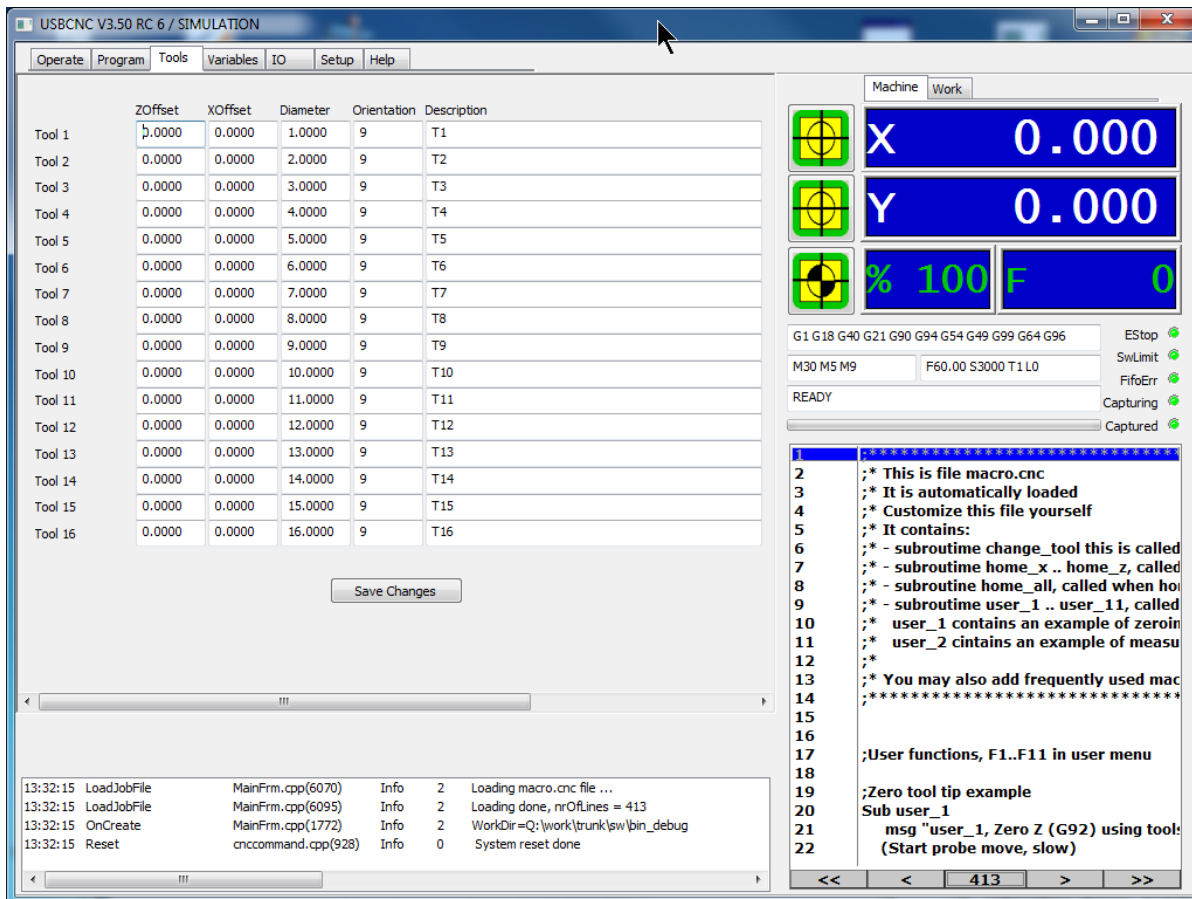 USBCNC V3.50 RC 6 / SIMULATION
Operate Program Tools Variables IO Setup Help
ZOffset XOffset Diameter Orientation Description
Tool 1 0.0000 0.0000 1.0000 9 T1
Tool 2 0.0000 0.0000 2.0000 9 T2
Tool 3 0.0000 0.0000 3.0000 9 T3
Tool 4 0.0000 0.0000 4.0000 9 T4
Tool 5 0.0000 0.0000 5.0000 9 T5
Tool 6 0.0000 0.0000 6.0000 9 T6
Tool 7 0.0000 0.0000 7.0000 9 T7
Tool 8 0.0000 0.0000 8.0000 9 T8
Tool 9 0.0000 0.0000 9.0000 9 T9
Tool 10 0.0000 0.0000 10.0000 9 T10
Tool 11 0.0000 0.0000 11.0000 9 T11
Tool 12 0.0000 0.0000 12.0000 9 T12
Tool 13 0.0000 0.0000 13.0000 9 T13
Tool 14 0.0000 0.0000 14.0000 9 T14
Tool 15 0.0000 0.0000 15.0000 9 T15
Tool 16 0.0000 0.0000 16.0000 9 T16
Save Changes
13:32:15 LoadJobFile MainFrm.cpp(6070) Info 2 Loading macro.cnc file ...
13:32:15 LoadJobFile MainFrm.cpp(6095) Info 2 Loading done, nrOfLines = 413
13:32:15 OnCreate MainFrm.cpp(1772) Info 2 WorkDir=Q:\work\trunk\sw\bin_debug
13:32:15 Reset cnccommand.cpp(928) Info 0 System reset done
Machine Work
X 0.000
Y 0.000
% 100 F 0
G1 G18 G40 G21 G90 G94 G54 G49 G99 G64 G96
EStop
SwLimit
M30 M5 M9 F60.00 S3000 T1 L0
FifoErr
READY
Capturing
Captured
1 ;******************************
2 ;* This is file macro.cnc
3 ;* It is automatically loaded
4 ;* Customize this file yourself
5 ;* It contains:
6 ;* - subroutime change_tool this is called
7 ;* - subroutime home_x .. home_z, called
8 ;* - subroutine home_all, called when ho
9 ;* - subroutime user_1 .. user_11, called
10 ;* user_1 contains an example of zeroin
11 ;* user_2 cintains an example of measu
12 ;*
13 ;* You may also add frequently used mac
14 ;******************************
15
16
17 ;User functions, F1..F11 in user menu
18
19 ;Zero tool tip example
20 Sub user_1
21 msg "user_1, Zero Z (G92) using tools
22 (Start probe move, slow)
<< < 413 > >>